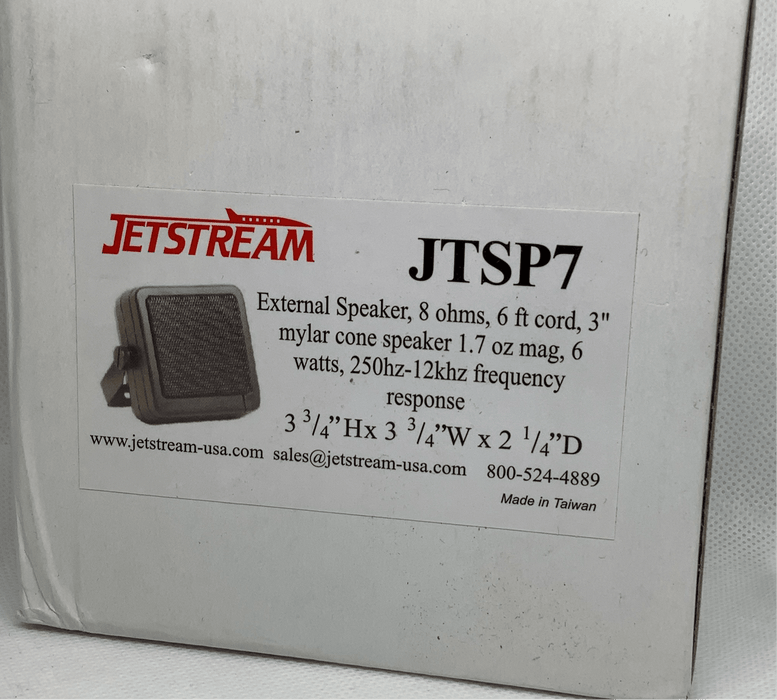 JETSTREAM
JTSP7
External Speaker, 8 ohms, 6 ft cord, 3"
mylar cone speaker 1.7 oz mag, 6
watts, 250hz-12khz frequency
response
3 3/4”Hx 3 3/4”W x 2 1/4”D
www.jetstream-usa.com sales@jetstream-usa.com 800-524-4889
Made in Taiwan